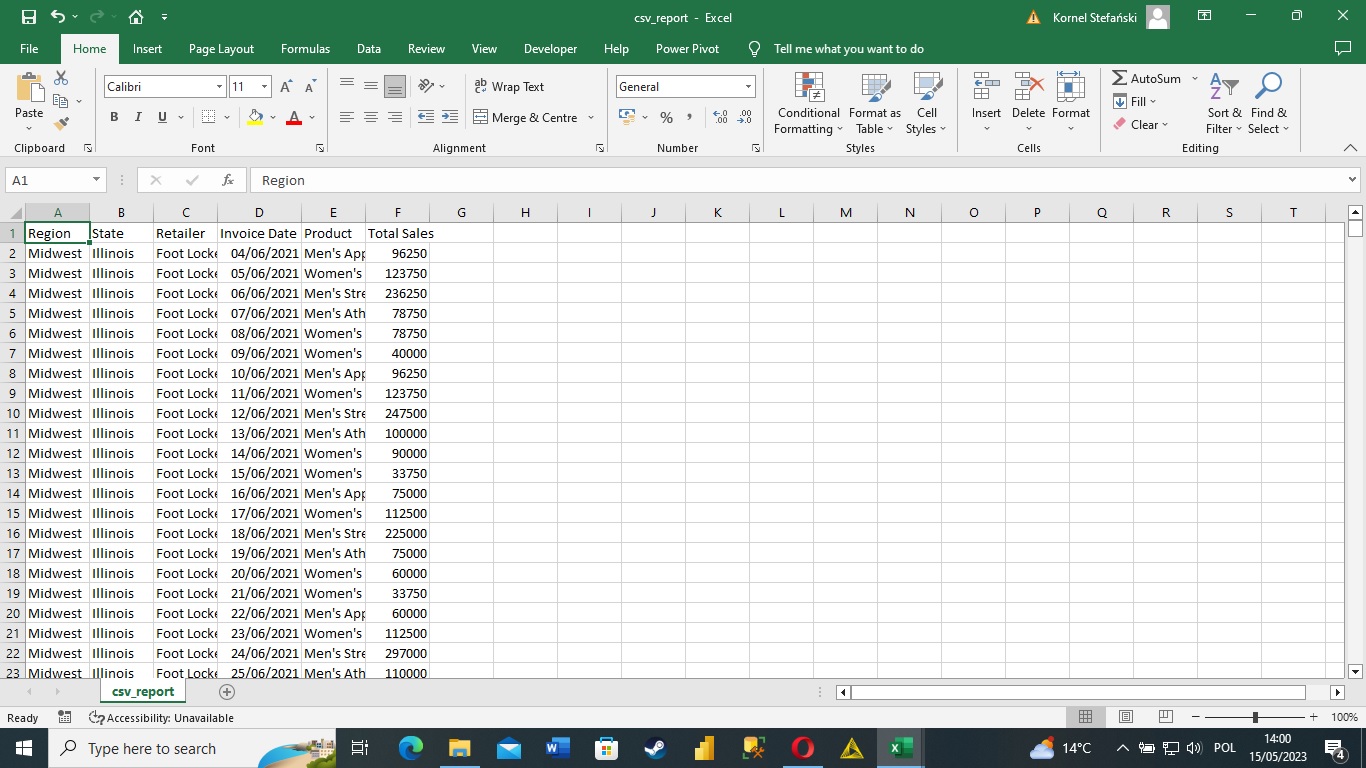 csv_report - Excel
Kornel Stefański
File Home Insert Page Layout Formulas Data Review View Developer Help Power Pivot Tell me what you want to do
Paste
Clipboard
Calibri 11
B I U
Font
Wrap Text
Merge & Centre
Alignment
General
Number
Conditional Formatting
Format as Table
Cell Styles
Styles
Insert Delete Format
Cells
AutoSum
Fill
Clear
Sort & Filter
Find & Select
Editing
A1 fx Region
A B C D E F G H I J K L M N O P Q R S T
1 Region State Retailer Invoice Date Product Total Sales
2 Midwest Illinois Foot Locke 04/06/2021 Men's App 96250
3 Midwest Illinois Foot Locke 05/06/2021 Women's 123750
4 Midwest Illinois Foot Locke 06/06/2021 Men's Stre 236250
5 Midwest Illinois Foot Locke 07/06/2021 Men's Ath 78750
6 Midwest Illinois Foot Locke 08/06/2021 Women's 78750
7 Midwest Illinois Foot Locke 09/06/2021 Women's 40000
8 Midwest Illinois Foot Locke 10/06/2021 Men's App 96250
9 Midwest Illinois Foot Locke 11/06/2021 Women's 123750
10 Midwest Illinois Foot Locke 12/06/2021 Men's Stre 247500
11 Midwest Illinois Foot Locke 13/06/2021 Men's Ath 100000
12 Midwest Illinois Foot Locke 14/06/2021 Women's 90000
13 Midwest Illinois Foot Locke 15/06/2021 Women's 33750
14 Midwest Illinois Foot Locke 16/06/2021 Men's App 75000
15 Midwest Illinois Foot Locke 17/06/2021 Women's 112500
16 Midwest Illinois Foot Locke 18/06/2021 Men's Stre 225000
17 Midwest Illinois Foot Locke 19/06/2021 Men's Ath 75000
18 Midwest Illinois Foot Locke 20/06/2021 Women's 60000
19 Midwest Illinois Foot Locke 21/06/2021 Women's 33750
20 Midwest Illinois Foot Locke 22/06/2021 Men's App 60000
21 Midwest Illinois Foot Locke 23/06/2021 Women's 112500
22 Midwest Illinois Foot Locke 24/06/2021 Men's Stre 297000
23 Midwest Illinois Foot Locke 25/06/2021 Men's Ath 110000
csv_report
Ready Accessibility: Unavailable 100%
Type here to search
14°C
POL
14:00
15/05/2023
4